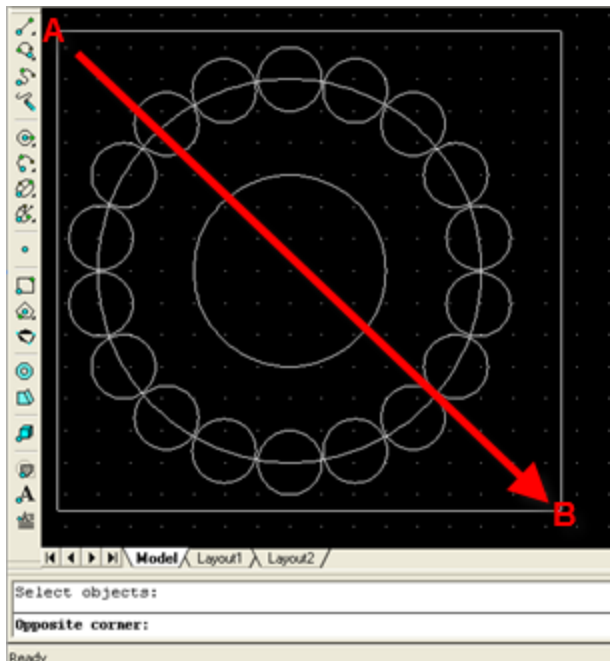 A
B
Model Layout1 Layout2
Select objects:
Opposite corner:
Ready